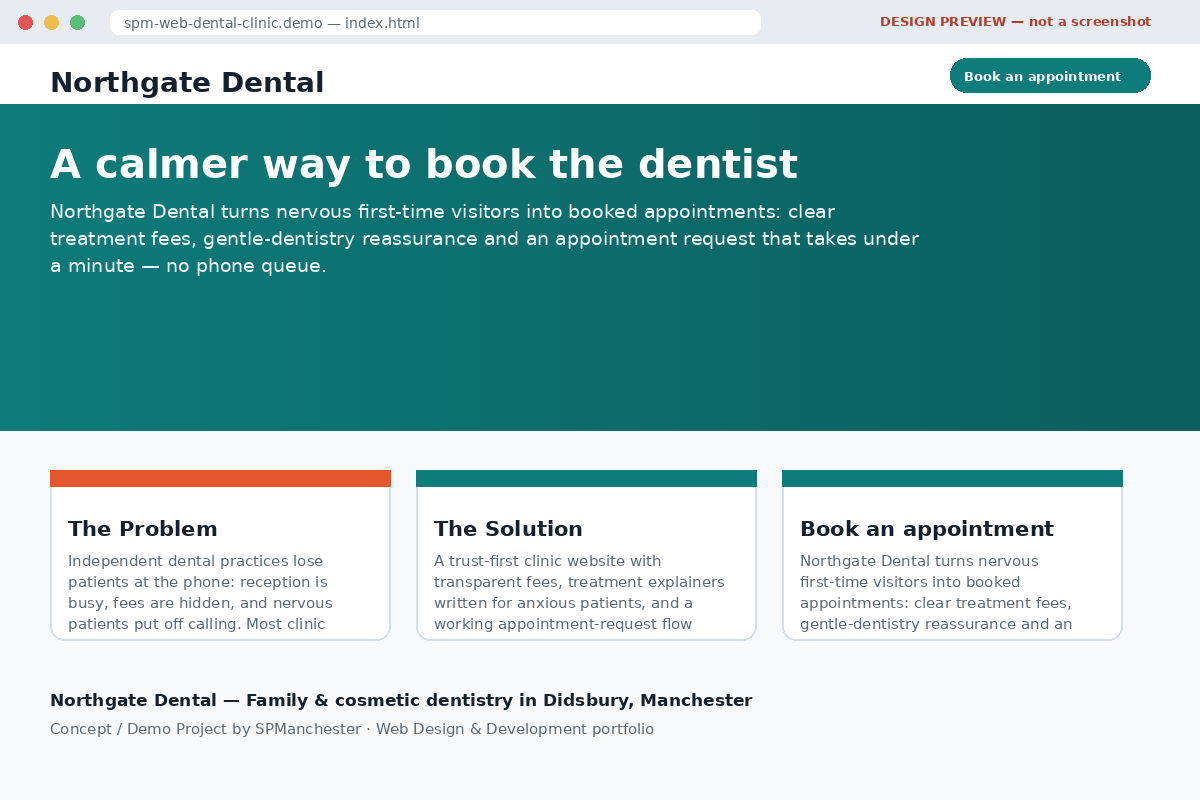 spm-web-dental-clinic.demo — index.html
DESIGN PREVIEW — not a screenshot
Northgate Dental
Book an appointment
A calmer way to book the dentist
Northgate Dental turns nervous first-time visitors into booked appointments: clear
treatment fees, gentle-dentistry reassurance and an appointment request that takes under
a minute — no phone queue.
The Problem
Independent dental practices lose
patients at the phone: reception is
busy, fees are hidden, and nervous
patients put off calling. Most clinic
The Solution
A trust-first clinic website with
transparent fees, treatment explainers
written for anxious patients, and a
working appointment-request flow
Book an appointment
Northgate Dental turns nervous
first-time visitors into booked
appointments: clear treatment fees,
gentle-dentistry reassurance and an
Northgate Dental — Family & cosmetic dentistry in Didsbury, Manchester
Concept / Demo Project by SPManchester · Web Design & Development portfolio